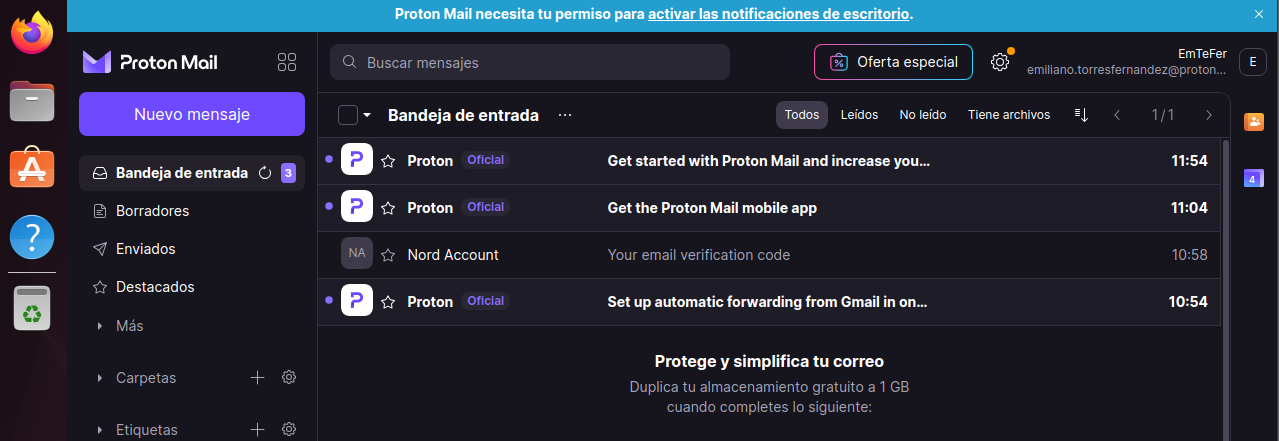 Proton Mail necesita tu permiso para activar las notificaciones de escritorio.
Proton Mail
Buscar mensajes
Oferta especial
EmTeFer
emiliano.torresfernandez@proton...
E
Nuevo mensaje
Bandeja de entrada
Todos
Leídos
No leído
Tiene archivos
1/1
Bandeja de entrada 3
Borradores
Enviados
Destacados
Más
Carpetas
Etiquetas
Proton Oficial Get started with Proton Mail and increase you... 11:54
Proton Oficial Get the Proton Mail mobile app 11:04
NA Nord Account Your email verification code 10:58
Proton Oficial Set up automatic forwarding from Gmail in on... 10:54
Protege y simplifica tu correo
Duplica tu almacenamiento gratuito a 1 GB
cuando completes lo siguiente:
4